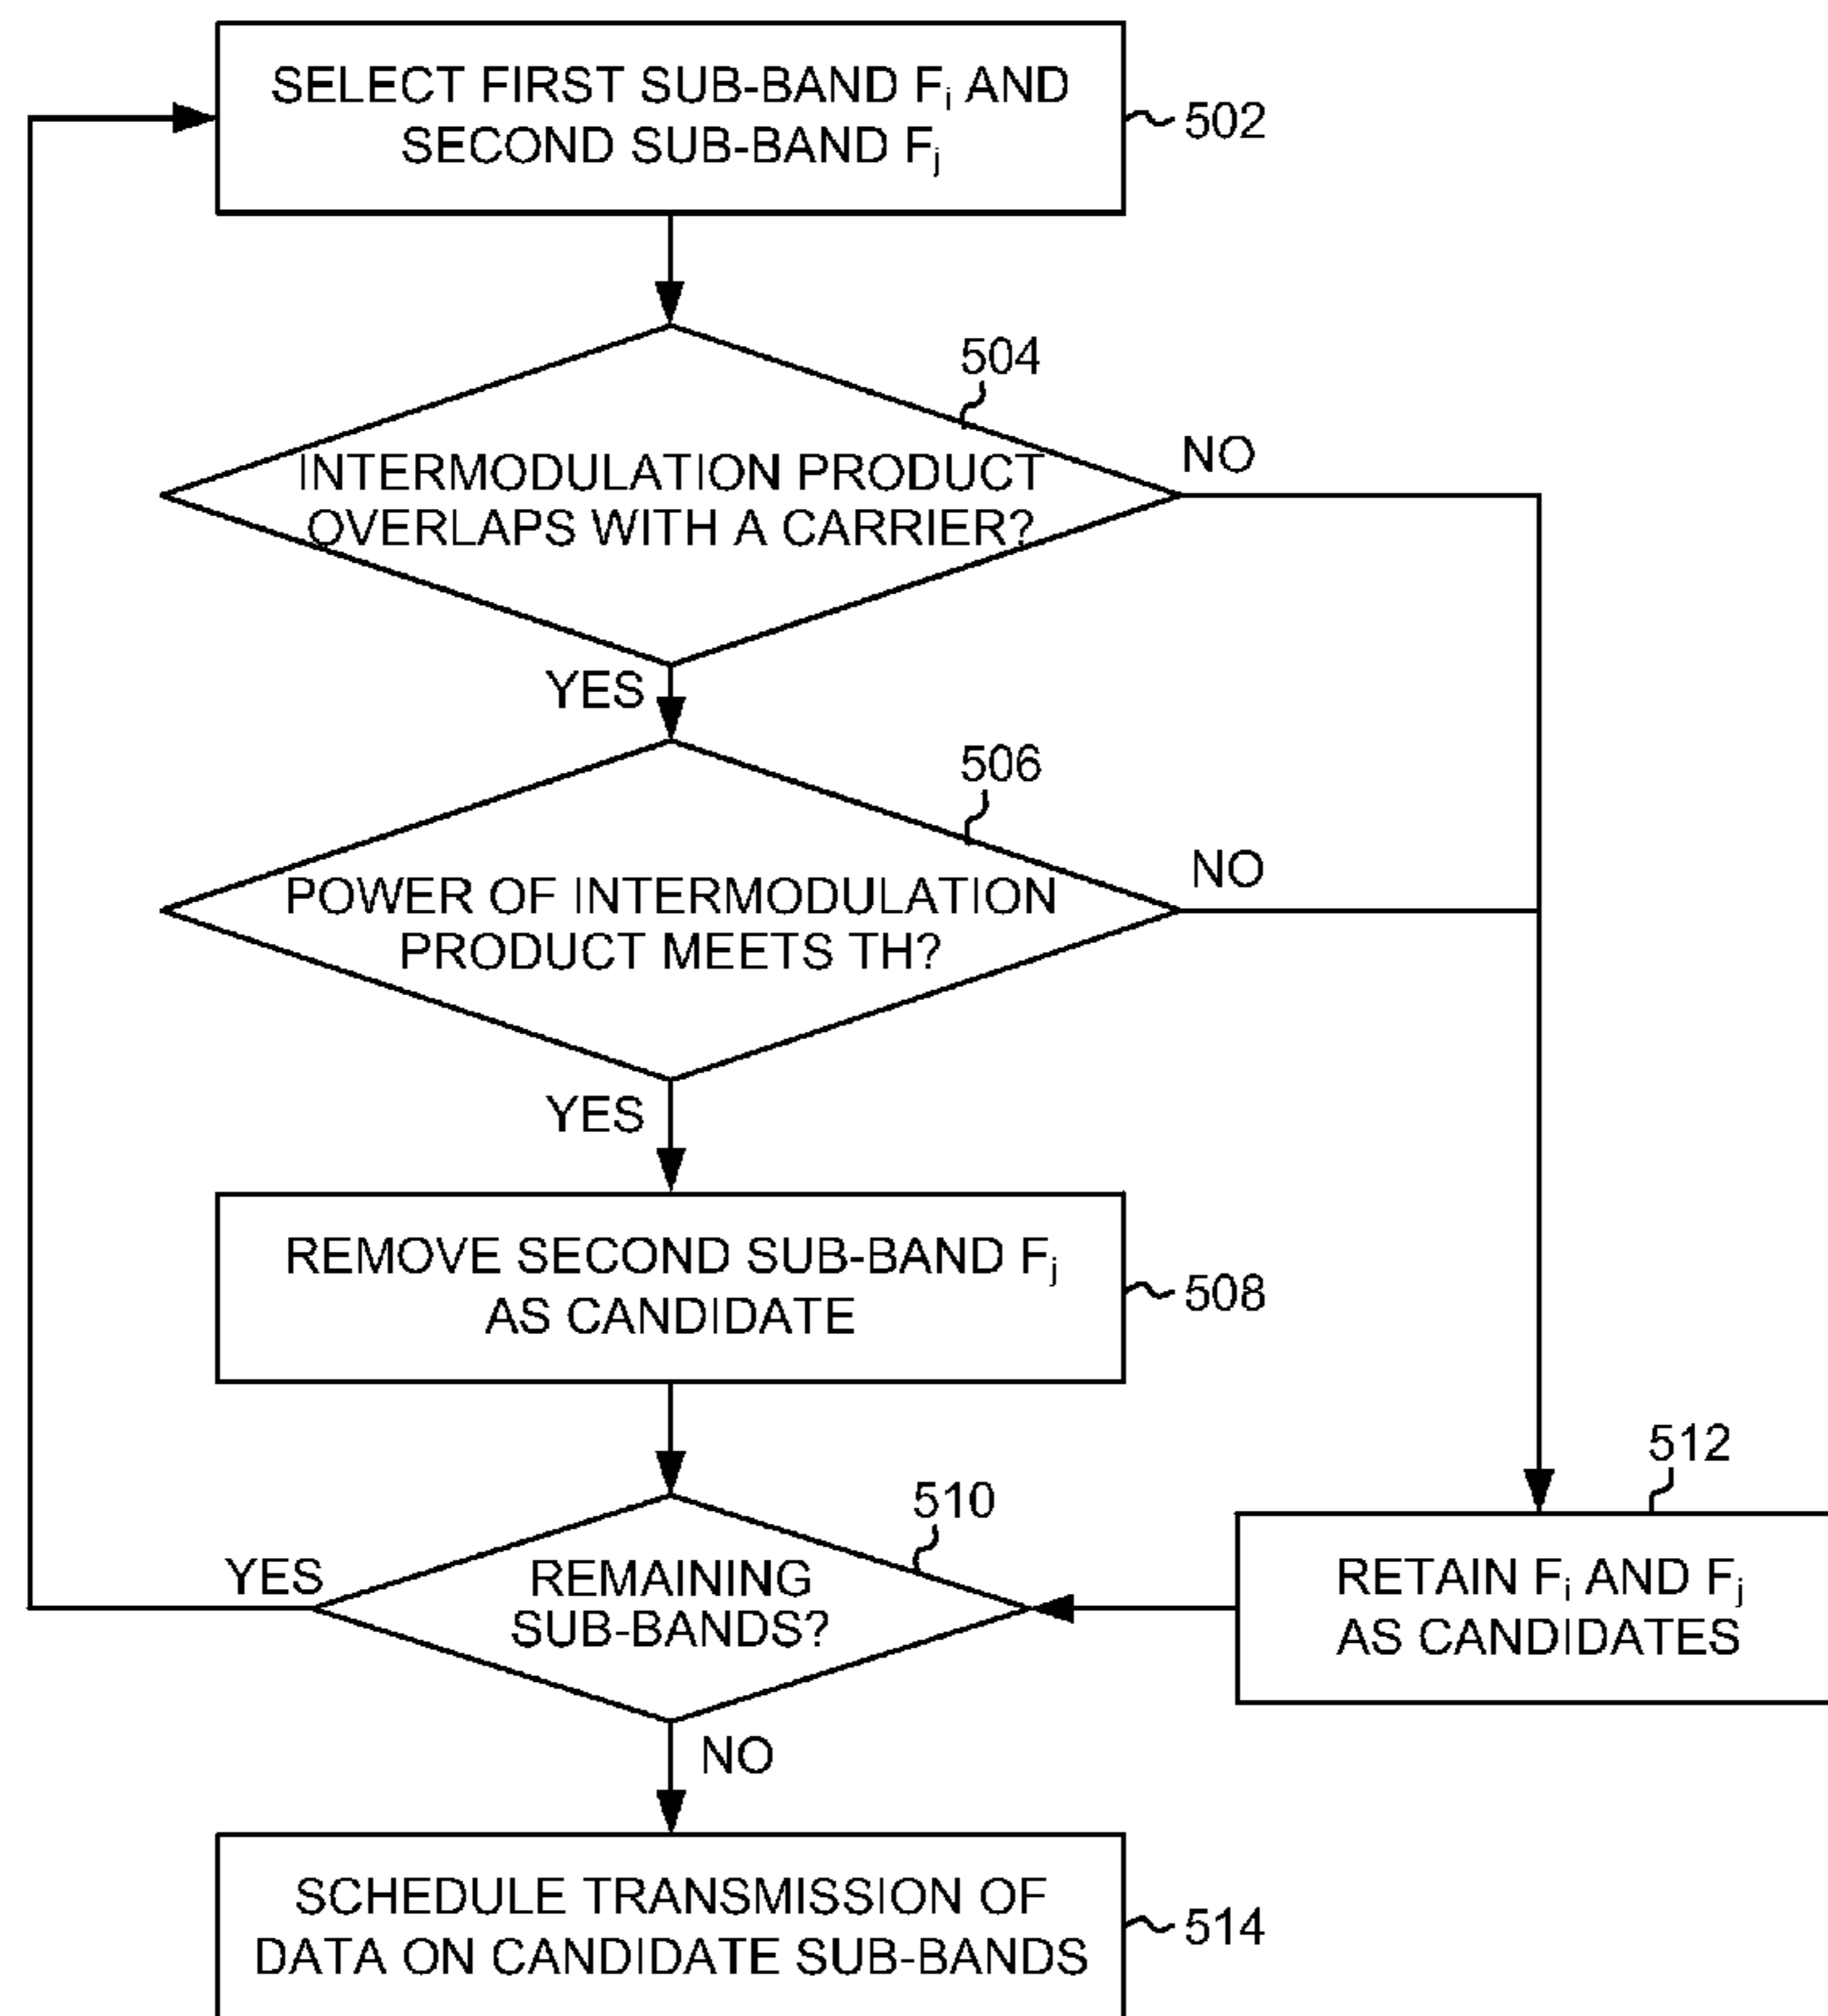 SELECT FIRST SUB-BAND Fi AND
SECOND SUB-BAND Fj
502
504
INTERMODULATION PRODUCT
OVERLAPS WITH A CARRIER?
NO
YES
506
POWER OF INTERMODULATION
PRODUCT MEETS TH?
NO
YES
REMOVE SECOND SUB-BAND Fj
AS CANDIDATE
508
510
REMAINING
SUB-BANDS?
YES
NO
512
RETAIN Fi AND Fj
AS CANDIDATES
SCHEDULE TRANSMISSION OF
DATA ON CANDIDATE SUB-BANDS
514